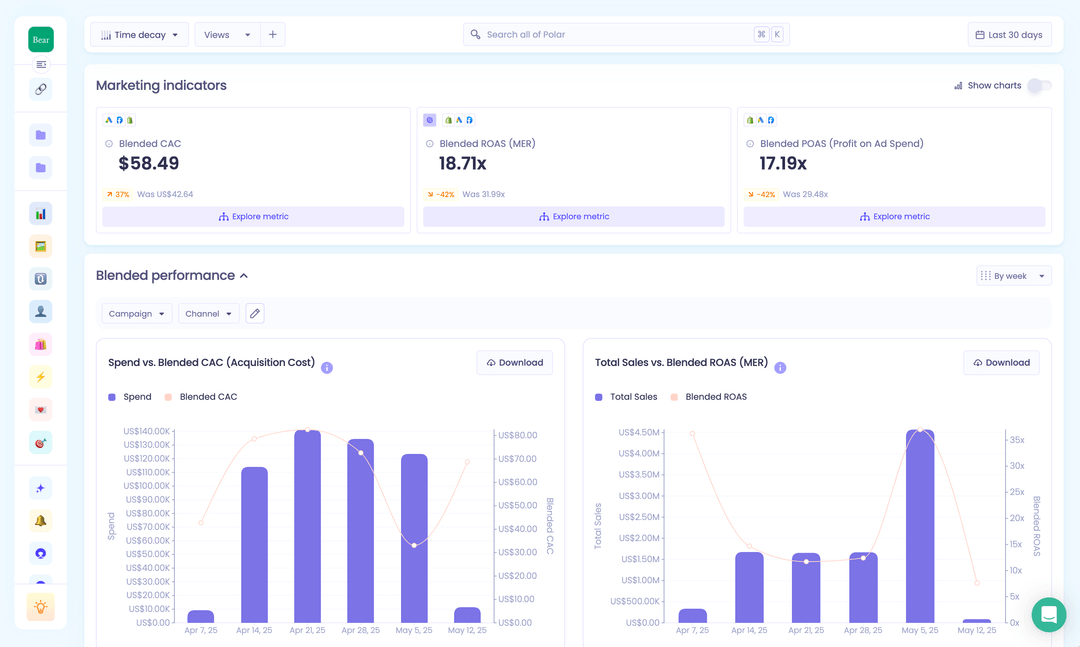 Bear
Time decay
Views
Search all of Polar
⌘ K
Last 30 days
Marketing indicators
Show charts
Blended CAC
$58.49
37% Was US$42.64
Explore metric
Blended ROAS (MER)
18.71x
-42% Was 31.99x
Explore metric
Blended POAS (Profit on Ad Spend)
17.19x
-42% Was 29.48x
Explore metric
Blended performance
By week
Campaign
Channel
Spend vs. Blended CAC (Acquisition Cost)
Download
Spend Blended CAC
US$140.00K
US$130.00K
US$120.00K
US$110.00K
US$100.00K
US$90.00K
US$80.00K
US$70.00K
US$60.00K
US$50.00K
US$40.00K
US$30.00K
US$20.00K
US$10.00K
US$0.00
Spend
US$80.00
US$70.00
US$60.00
US$50.00
US$40.00
US$30.00
US$20.00
US$10.00
US$0.00
Blended CAC
Apr 7, 25 Apr 14, 25 Apr 21, 25 Apr 28, 25 May 5, 25 May 12, 25
Total Sales vs. Blended ROAS (MER)
Download
Total Sales Blended ROAS
US$4.50M
US$4.00M
US$3.50M
US$3.00M
US$2.50M
US$2.00M
US$1.50M
US$1.00M
US$500.00K
US$0.00
Total Sales
35x
30x
25x
20x
15x
10x
5x
0x
Blended ROAS
Apr 7, 25 Apr 14, 25 Apr 21, 25 Apr 28, 25 May 5, 25 May 12, 25